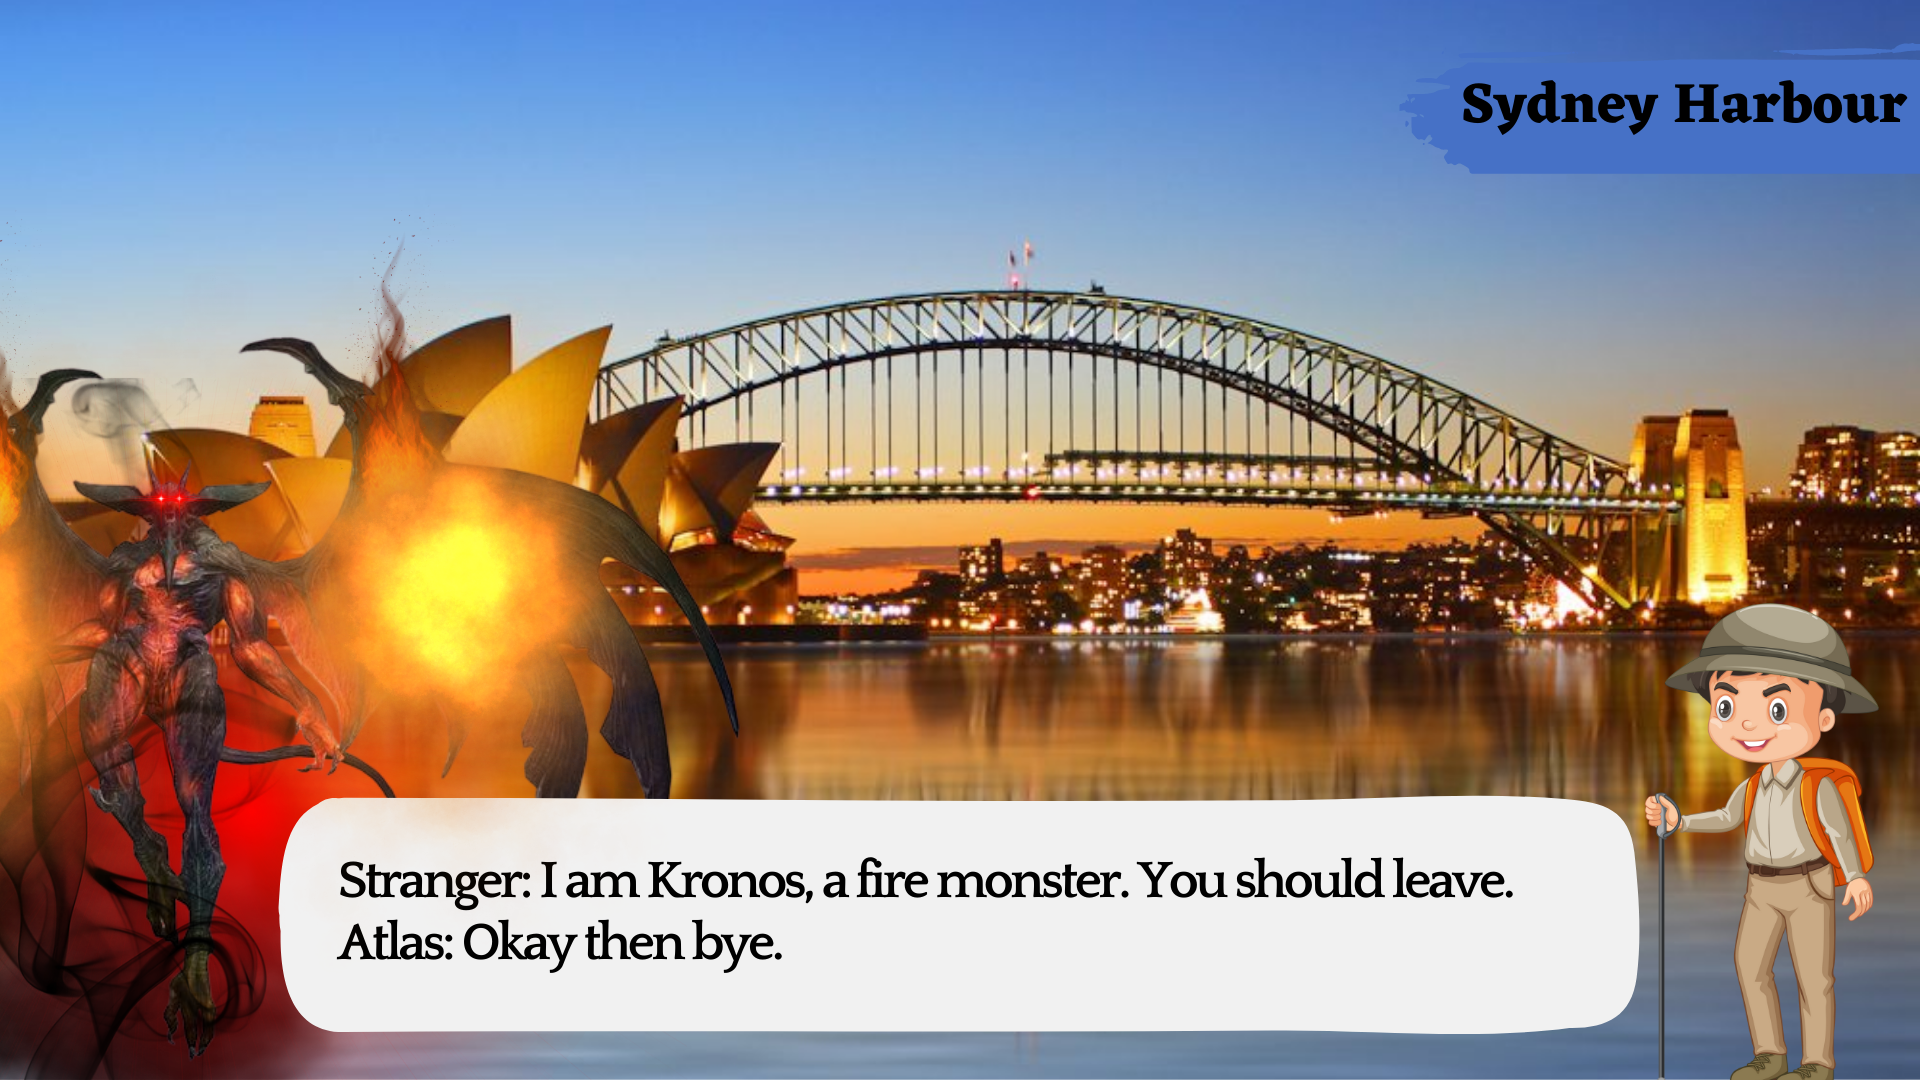 Sydney Harbour
Stranger: I am Kronos, a fire monster. You should leave.
Atlas: Okay then bye.